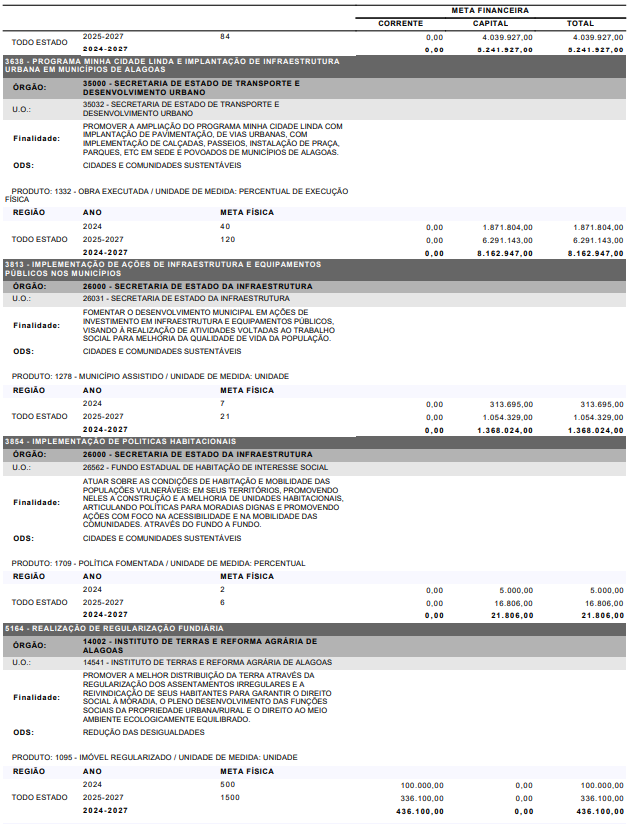 META FINANCEIRA
CORRENTE CAPITAL TOTAL
2025-2027 84 0,00 4.039.927,00 4.039.927,00
TODO ESTADO
2024-2027 0,00 5.241.927,00 5.241.927,00
3638 - PROGRAMA MINHA CIDADE LINDA E IMPLANTAÇÃO DE INFRAESTRUTURA
URBANA EM MUNICÍPIOS DE ALAGOAS
ÓRGÃO: 35000 - SECRETARIA DE ESTADO DE TRANSPORTE E
DESENVOLVIMENTO URBANO
U.O.: 35032 - SECRETARIA DE ESTADO DE TRANSPORTE E
DESENVOLVIMENTO URBANO
Finalidade: PROMOVER A AMPLIAÇÃO DO PROGRAMA MINHA CIDADE LINDA COM
IMPLANTAÇÃO DE PAVIMENTAÇÃO, DE VIAS URBANAS, COM
IMPLEMENTAÇÃO DE CALÇADAS, PASSEIOS, INSTALAÇÃO DE PRAÇA,
PARQUES, ETC EM SEDE E POVOADOS DE MUNICÍPIOS DE ALAGOAS.
ODS: CIDADES E COMUNIDADES SUSTENTÁVEIS
PRODUTO: 1332 - OBRA EXECUTADA / UNIDADE DE MEDIDA: PERCENTUAL DE EXECUÇÃO
FÍSICA
REGIÃO ANO META FÍSICA
2024 40 0,00 1.871.804,00 1.871.804,00
TODO ESTADO 2025-2027 120 0,00 6.291.143,00 6.291.143,00
2024-2027 0,00 8.162.947,00 8.162.947,00
3813 - IMPLEMENTAÇÃO DE AÇÕES DE INFRAESTRUTURA E EQUIPAMENTOS
PÚBLICOS NOS MUNICÍPIOS
ÓRGÃO: 26000 - SECRETARIA DE ESTADO DA INFRAESTRUTURA
U.O.: 26031 - SECRETARIA DE ESTADO DA INFRAESTRUTURA
Finalidade: FOMENTAR O DESENVOLVIMENTO MUNICIPAL EM AÇÕES DE
INVESTIMENTO EM INFRAESTRUTURA E EQUIPAMENTOS PÚBLICOS,
VISANDO À REALIZAÇÃO DE ATIVIDADES VOLTADAS AO TRABALHO
SOCIAL PARA MELHORIA DA QUALIDADE DE VIDA DA POPULAÇÃO.
ODS: CIDADES E COMUNIDADES SUSTENTÁVEIS
PRODUTO: 1278 - MUNICÍPIO ASSISTIDO / UNIDADE DE MEDIDA: UNIDADE
REGIÃO ANO META FÍSICA
2024 7 0,00 313.695,00 313.695,00
TODO ESTADO 2025-2027 21 0,00 1.054.329,00 1.054.329,00
2024-2027 0,00 1.368.024,00 1.368.024,00
3854 - IMPLEMENTAÇÃO DE POLITICAS HABITACIONAIS
ÓRGÃO: 26000 - SECRETARIA DE ESTADO DA INFRAESTRUTURA
U.O.: 26562 - FUNDO ESTADUAL DE HABITAÇÃO DE INTERESSE SOCIAL
Finalidade: ATUAR SOBRE AS CONDIÇÕES DE HABITAÇÃO E MOBILIDADE DAS
POPULAÇÕES VULNERÁVEIS: EM SEUS TERRITÓRIOS, PROMOVENDO
NELES A CONSTRUÇÃO E A MELHORIA DE UNIDADES HABITACIONAIS,
ARTICULANDO POLÍTICAS PARA MORADIAS DIGNAS E PROMOVENDO
AÇÕES COM FOCO NA ACESSIBILIDADE E NA MOBILIDADE DAS
COMUNIDADES. ATRAVÉS DO FUNDO A FUNDO.
ODS: CIDADES E COMUNIDADES SUSTENTÁVEIS
PRODUTO: 1709 - POLÍTICA FOMENTADA / UNIDADE DE MEDIDA: PERCENTUAL
REGIÃO ANO META FÍSICA
2024 2 0,00 5.000,00 5.000,00
TODO ESTADO 2025-2027 6 0,00 16.806,00 16.806,00
2024-2027 0,00 21.806,00 21.806,00
5164 - REALIZAÇÃO DE REGULARIZAÇÃO FUNDIÁRIA
ÓRGÃO: 14002 - INSTITUTO DE TERRAS E REFORMA AGRÁRIA DE
ALAGOAS
U.O.: 14541 - INSTITUTO DE TERRAS E REFORMA AGRÁRIA DE ALAGOAS
Finalidade: PROMOVER A MELHOR DISTRIBUIÇÃO DA TERRA ATRAVÉS DA
REGULARIZAÇÃO DOS ASSENTAMENTOS IRREGULARES E A
REIVINDICAÇÃO DE SEUS HABITANTES PARA GARANTIR O DIREITO
SOCIAL À MORADIA, O PLENO DESENVOLVIMENTO DAS FUNÇÕES
SOCIAIS DA PROPRIEDADE URBANA/RURAL E O DIREITO AO MEIO
AMBIENTE ECOLOGICAMENTE EQUILIBRADO.
ODS: REDUÇÃO DAS DESIGUALDADES
PRODUTO: 1095 - IMÓVEL REGULARIZADO / UNIDADE DE MEDIDA: UNIDADE
REGIÃO ANO META FÍSICA
2024 500 100.000,00 0,00 100.000,00
TODO ESTADO 2025-2027 1500 336.100,00 0,00 336.100,00
2024-2027 436.100,00 0,00 436.100,00